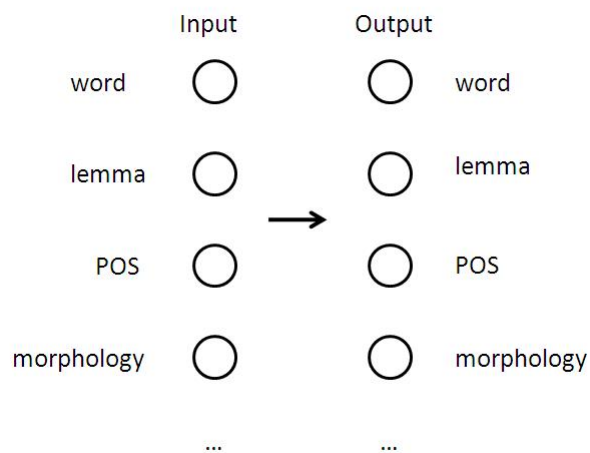 Input Output
word word
lemma lemma
POS POS
morphology morphology
... ...